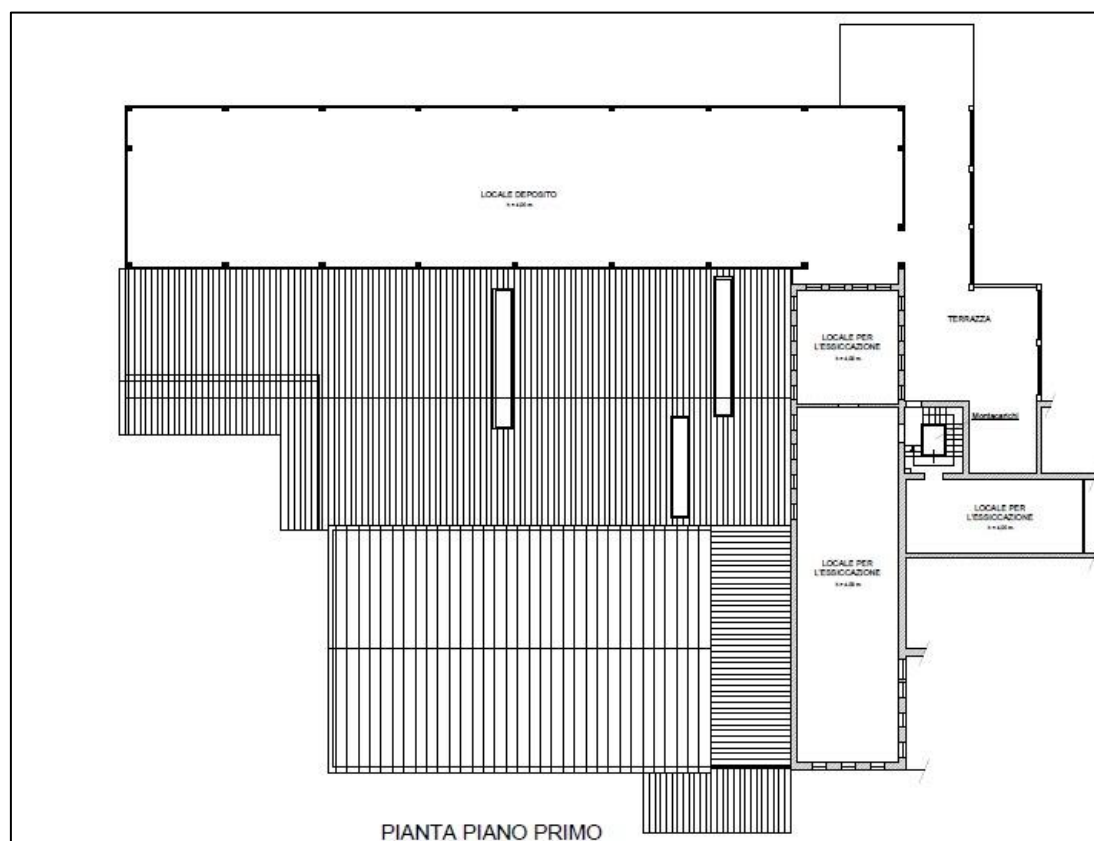 LOCALE DEPOSITO
TERRAZZA
LOCALE PER
L'ESSICCAZIONE
Montacarichi
LOCALE PER
L'ESSICCAZIONE
LOCALE PER
L'ESSICCAZIONE
PIANTA PIANO PRIMO